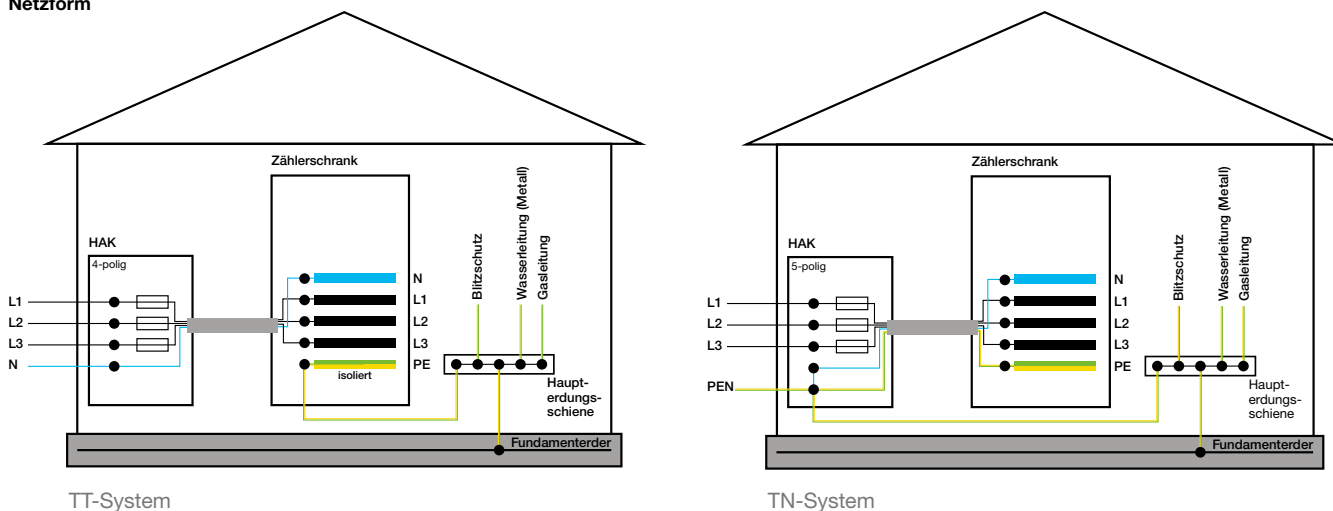 Netzform
Zählerschrank
HAK
4-polig
Blitzschutz
Wasserleitung (Metall)
Gasleitung
L1
L2
L3
N
N
L1
L2
L3
PE
isoliert
Haupt-
erdungs-
schiene
Fundamenterder
TT-System
Zählerschrank
HAK
5-polig
Blitzschutz
Wasserleitung (Metall)
Gasleitung
L1
L2
L3
PEN
N
L1
L2
L3
PE
Haupt-
erdungs-
schiene
Fundamenterder
TN-System